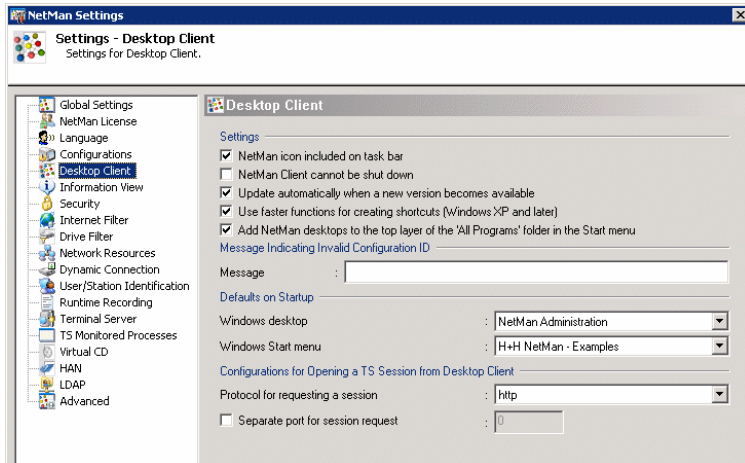 NetMan Settings
Settings - Desktop Client
Settings for Desktop Client.
Global Settings
NetMan License
Language
Configurations
Desktop Client
Information View
Security
Internet Filter
Drive Filter
Network Resources
Dynamic Connection
User/Station Identification
Runtime Recording
Terminal Server
TS Monitored Processes
Virtual CD
HAN
LDAP
Advanced
Desktop Client
Settings
NetMan icon included on task bar
NetMan Client cannot be shut down
Update automatically when a new version becomes available
Use faster functions for creating shortcuts (Windows XP and later)
Add NetMan desktops to the top layer of the 'All Programs' folder in the Start menu
Message Indicating Invalid Configuration ID
Message :
Defaults on Startup
Windows desktop : NetMan Administration
Windows Start menu : H+H NetMan - Examples
Configurations for Opening a TS Session from Desktop Client
Protocol for requesting a session : http
Separate port for session request : 0